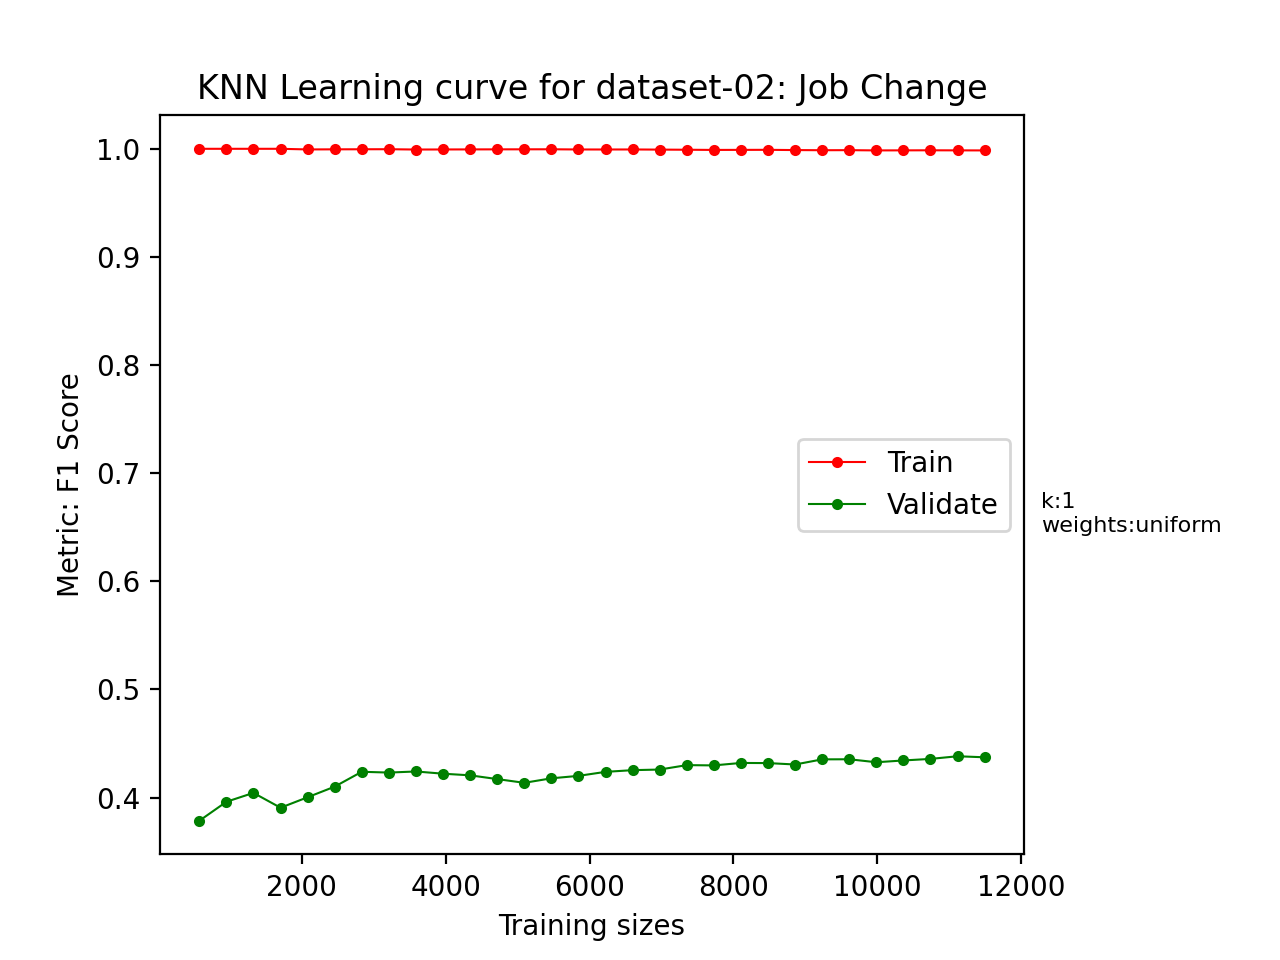 KNN Learning curve for dataset-02: Job Change
1.0
0.9
0.8
0.7
0.6
0.5
0.4
Metric: F1 Score
Train
Validate
k:1
weights:uniform
2000 4000 6000 8000 10000 12000
Training sizes